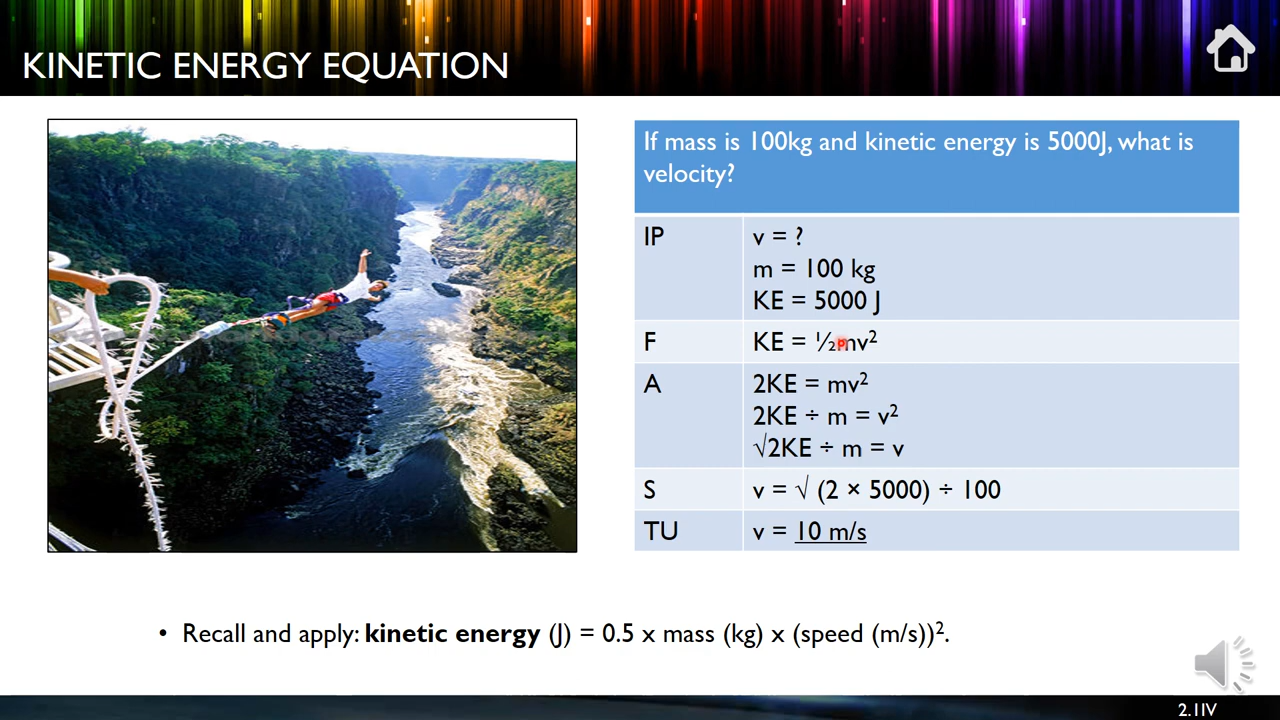 KINETIC ENERGY EQUATION
If mass is 100kg and kinetic energy is 5000J, what is
velocity?
IP
v = ?
m = 100 kg
KE = 5000 J
F
KE = ½mv²
A
2KE = mv²
2KE ÷ m = v²
√2KE ÷ m = v
S
v = √ (2 × 5000) ÷ 100
TU
v = 10 m/s
• Recall and apply: kinetic energy (J) = 0.5 x mass (kg) x (speed (m/s))².
2.1IV